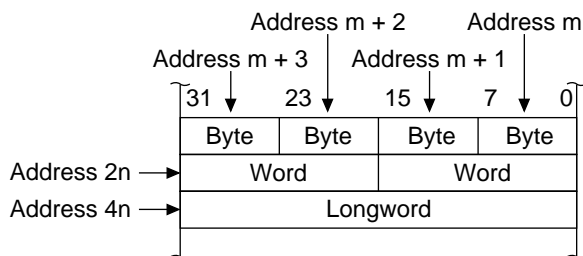 Address m + 2 Address m
Address m + 3 Address m + 1
31 23 15 7 0
Byte Byte Byte Byte
Address 2n Word Word
Address 4n Longword